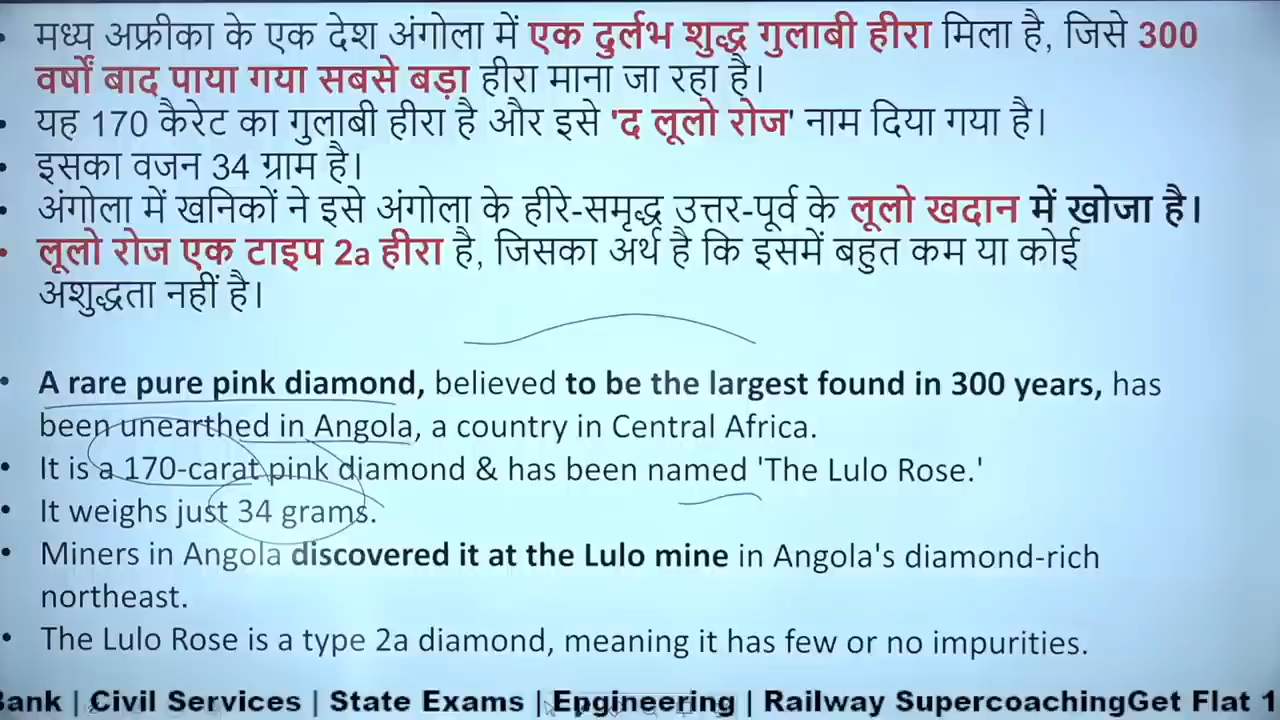 • मध्य अफ्रीका के एक देश अंगोला में एक दुर्लभ शुद्ध गुलाबी हीरा मिला है, जिसे 300
वर्षों बाद पाया गया सबसे बड़ा हीरा माना जा रहा है।
• यह 170 कैरेट का गुलाबी हीरा है और इसे 'द लूलो रोज' नाम दिया गया है।
• इसका वजन 34 ग्राम है।
• अंगोला में खनिकों ने इसे अंगोला के हीरे-समृद्ध उत्तर-पूर्व के लूलो खदान में खोजा है।
• लूलो रोज एक टाइप 2a हीरा है, जिसका अर्थ है कि इसमें बहुत कम या कोई
अशुद्धता नहीं है।
• A rare pure pink diamond, believed to be the largest found in 300 years, has
been unearthed in Angola, a country in Central Africa.
• It is a 170-carat pink diamond & has been named 'The Lulo Rose.'
• It weighs just 34 grams.
• Miners in Angola discovered it at the Lulo mine in Angola's diamond-rich
northeast.
• The Lulo Rose is a type 2a diamond, meaning it has few or no impurities.
Bank | Civil Services | State Exams | Engineering | Railway SupercoachingGet Flat 1